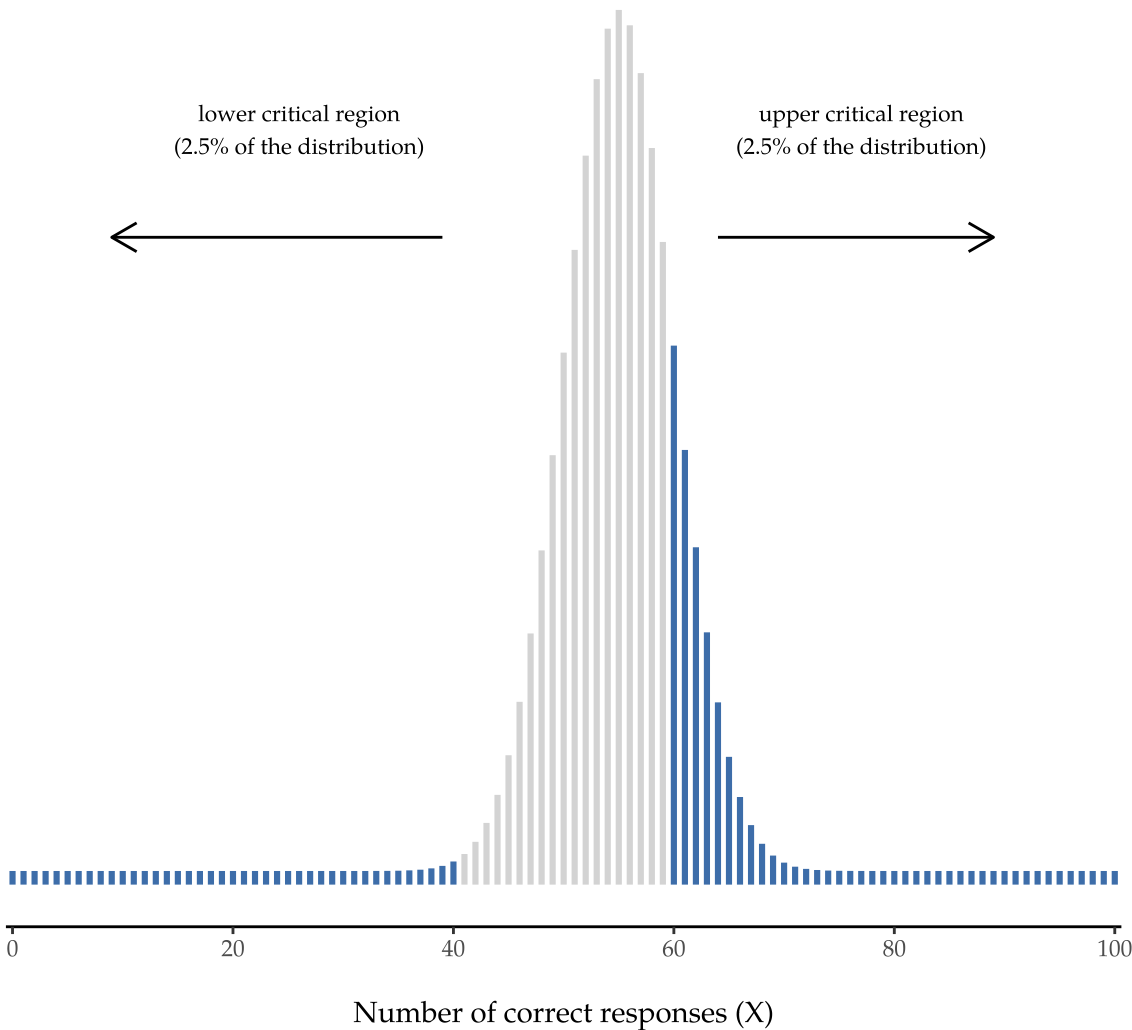 lower critical region
(2.5% of the distribution)
upper critical region
(2.5% of the distribution)
0 20 40 60 80 100
Number of correct responses (X)